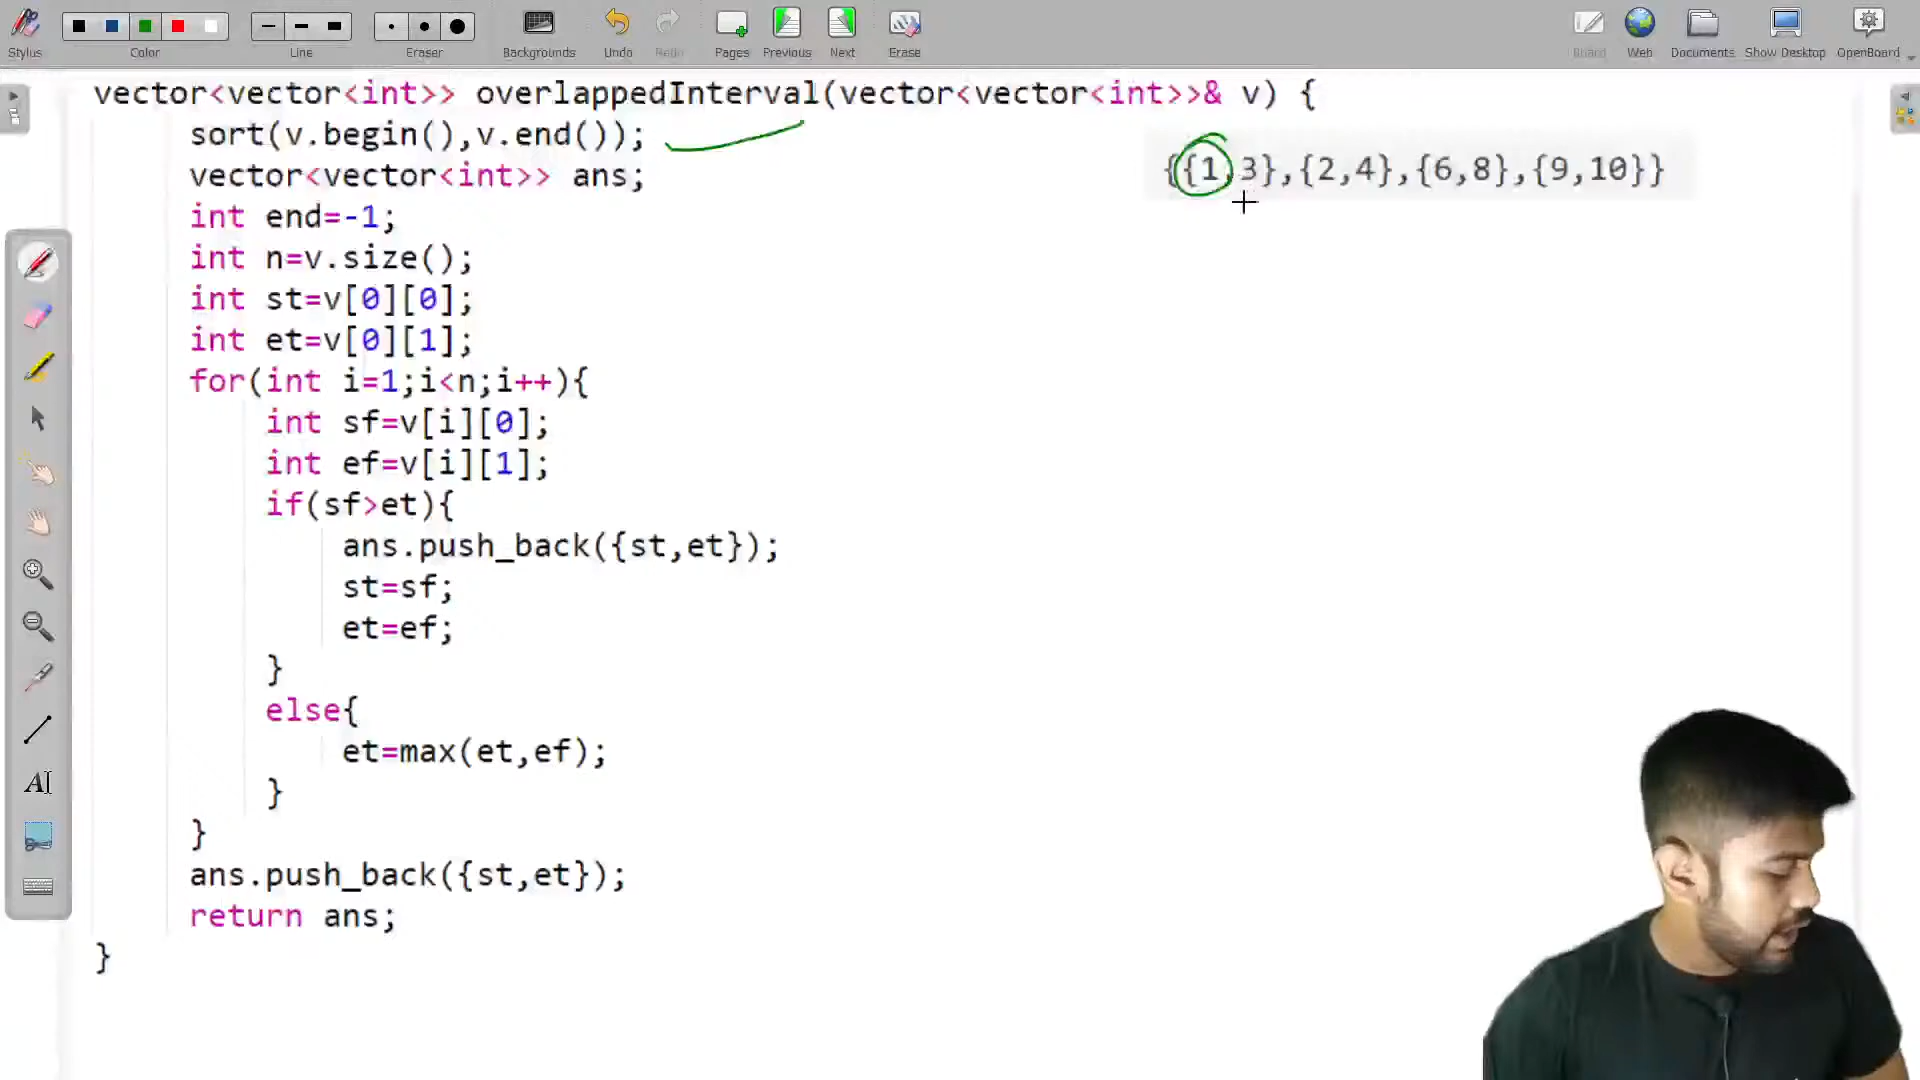 Stylus Color Line Eraser Backgrounds Undo Redo Pages Previous Next Erase Board Web Documents Show Desktop OpenBoard
vector<vector<int>> overlappedInterval(vector<vector<int>>& v) {
sort(v.begin(),v.end());
{{1,3},{2,4},{6,8},{9,10}}
vector<vector<int>> ans;
int end=-1;
int n=v.size();
int st=v[0][0];
int et=v[0][1];
for(int i=1;i<n;i++){
int sf=v[i][0];
int ef=v[i][1];
if(sf>et){
ans.push_back({st,et});
st=sf;
et=ef;
}
else{
et=max(et,ef);
}
}
ans.push_back({st,et});
return ans;
}
AI